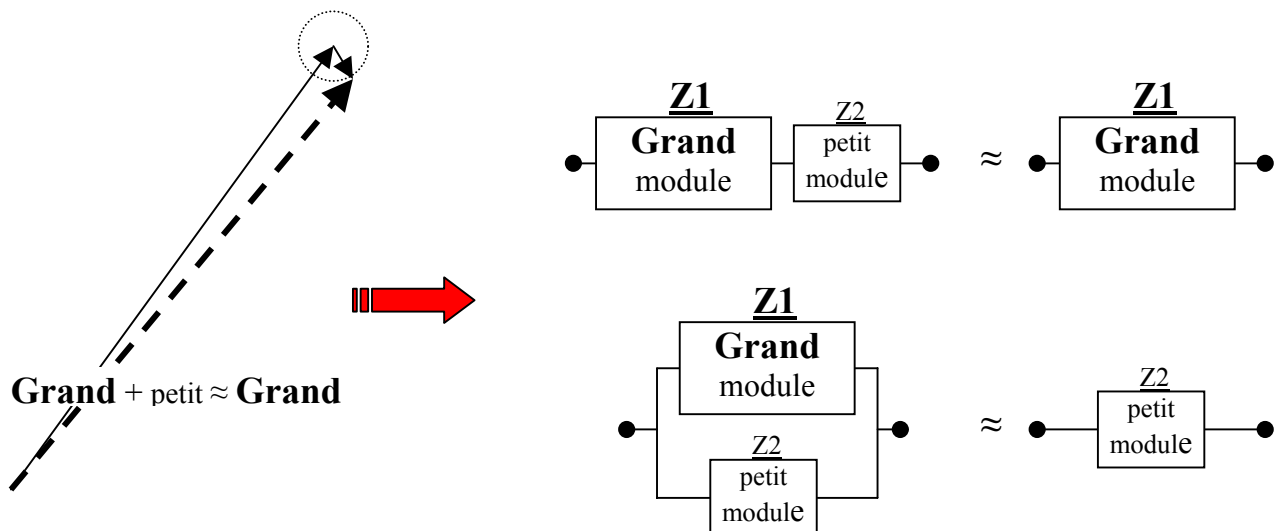 Grand + petit ≈ Grand
Z1
Grand
module
Z2
petit
module
≈
Z1
Grand
module
Z1
Grand
module
Z2
petit
module
≈
Z2
petit
module